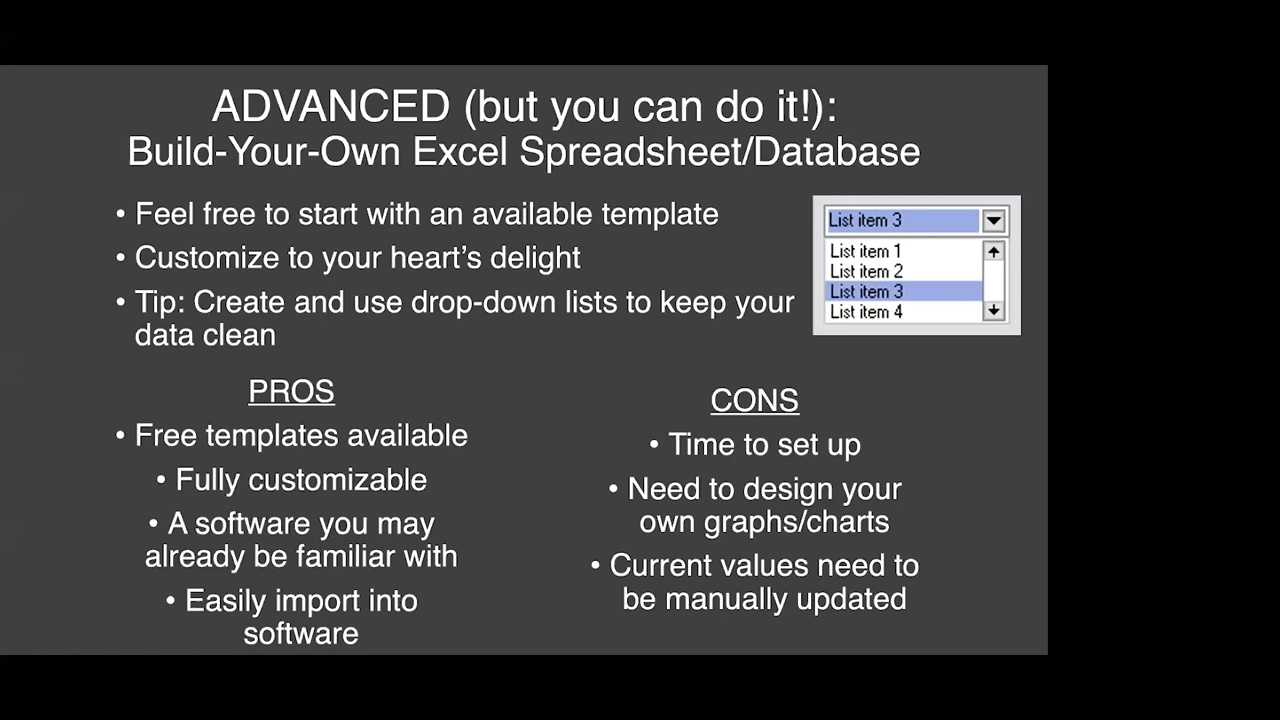 ADVANCED (but you can do it!):
Build-Your-Own Excel Spreadsheet/Database
• Feel free to start with an available template
• Customize to your heart's delight
• Tip: Create and use drop-down lists to keep your
data clean
List item 3
List item 1
List item 2
List item 3
List item 4
PROS
• Free templates available
• Fully customizable
• A software you may
already be familiar with
• Easily import into
software
CONS
• Time to set up
• Need to design your
own graphs/charts
• Current values need to
be manually updated